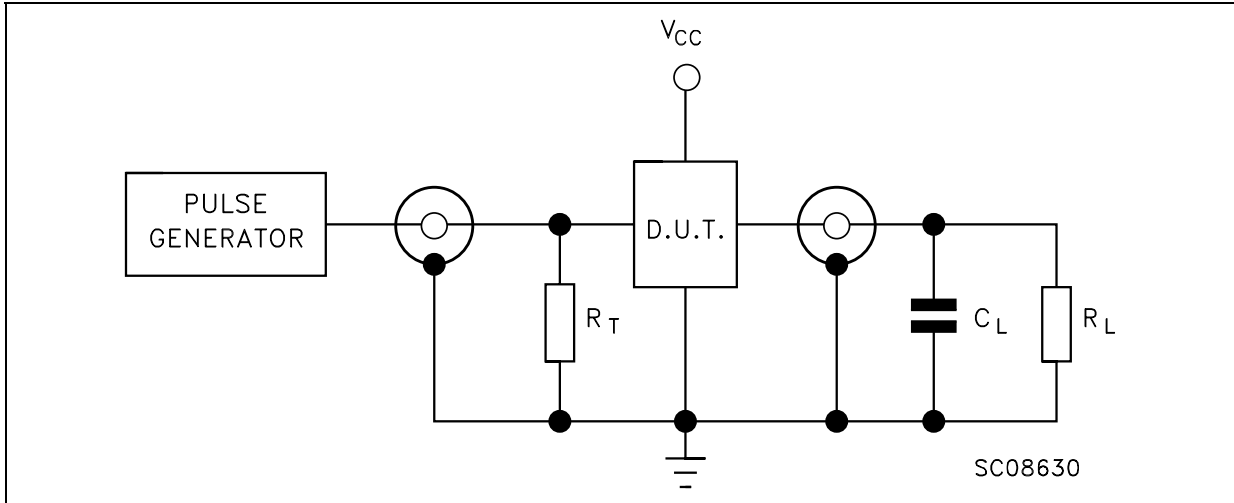 VCC
PULSE
GENERATOR
D.U.T.
RT
CL
RL
SC08630